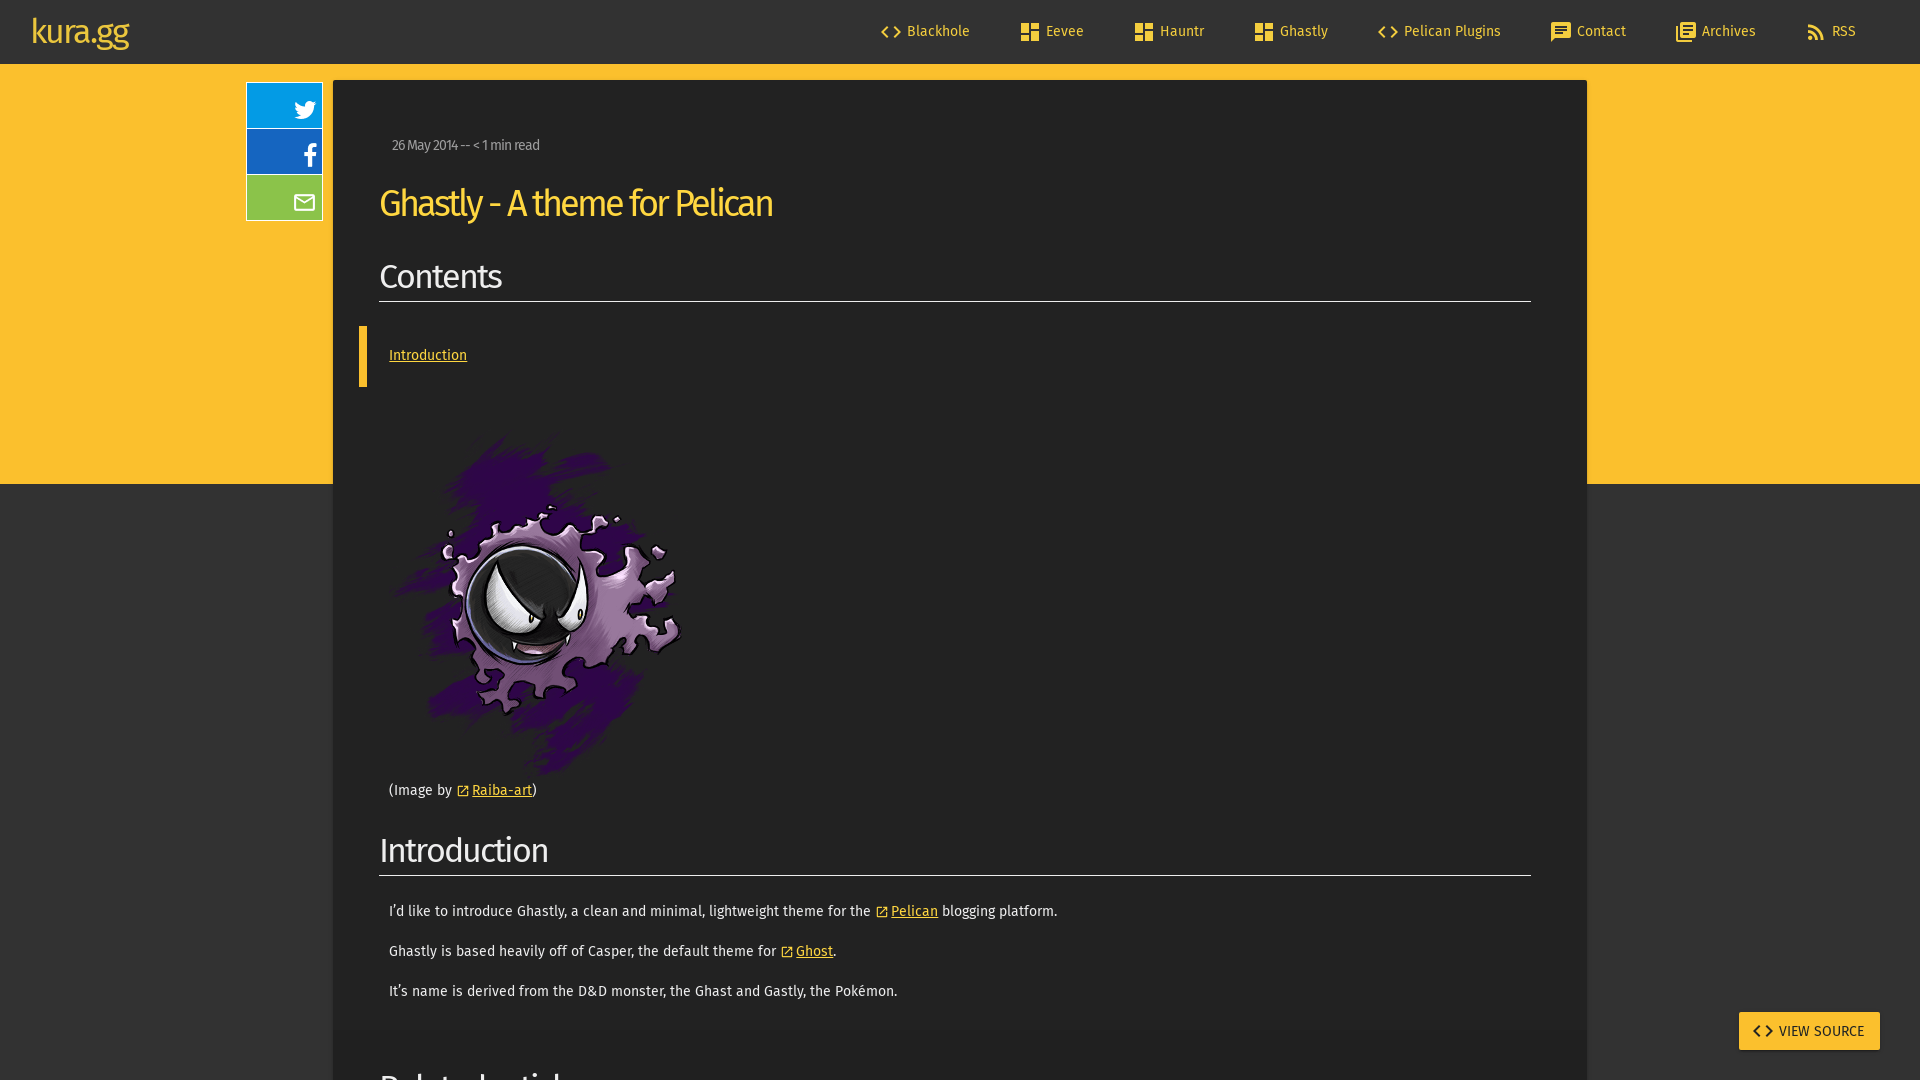 kura.gg
Blackhole
Eevee
Hauntr
Ghastly
Pelican Plugins
Contact
Archives
RSS
26 May 2014 -- < 1 min read
Ghastly - A theme for Pelican
Contents
Introduction
(Image by Raiba-art)
Introduction
I’d like to introduce Ghastly, a clean and minimal, lightweight theme for the Pelican blogging platform.
Ghastly is based heavily off of Casper, the default theme for Ghost.
It’s name is derived from the D&D monster, the Ghast and Gastly, the Pokémon.
VIEW SOURCE